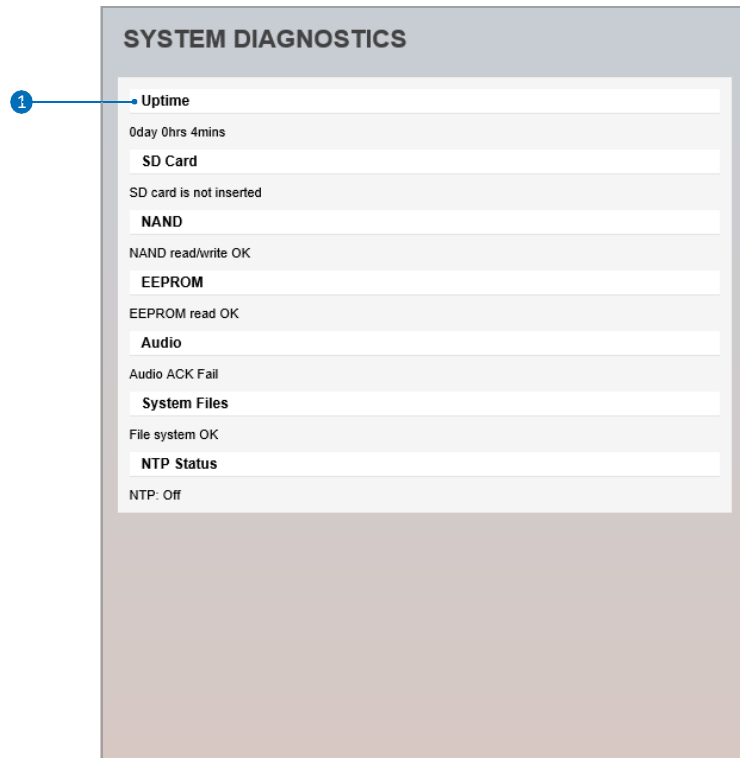 SYSTEM DIAGNOSTICS
1
Uptime
0day 0hrs 4mins
SD Card
SD card is not inserted
NAND
NAND read/write OK
EEPROM
EEPROM read OK
Audio
Audio ACK Fail
System Files
File system OK
NTP Status
NTP: Off